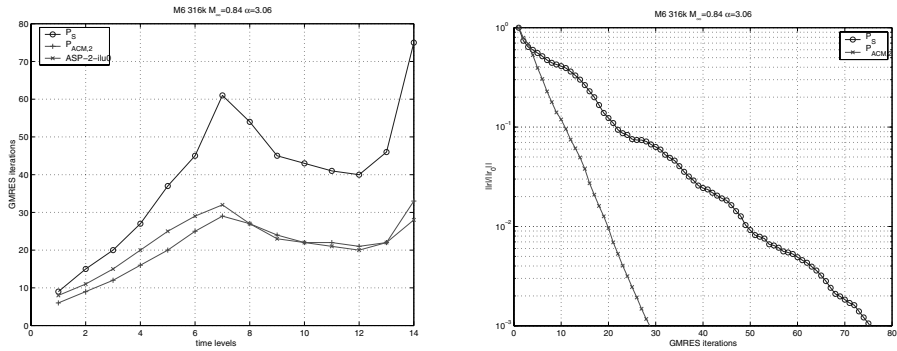 M6 316k M_=0.84 α=3.06
80
70
60
50
40
30
20
10
0
GMRES iterations
P_S
P_ACM,2
ASP-2-ilu0
0 2 4 6 8 10 12 14
time levels
M6 316k M_=0.84 α=3.06
10^0
10^-1
10^-2
10^-3
||r||/||r_0||
P_S
P_ACM,2
0 10 20 30 40 50 60 70 80
GMRES iterations